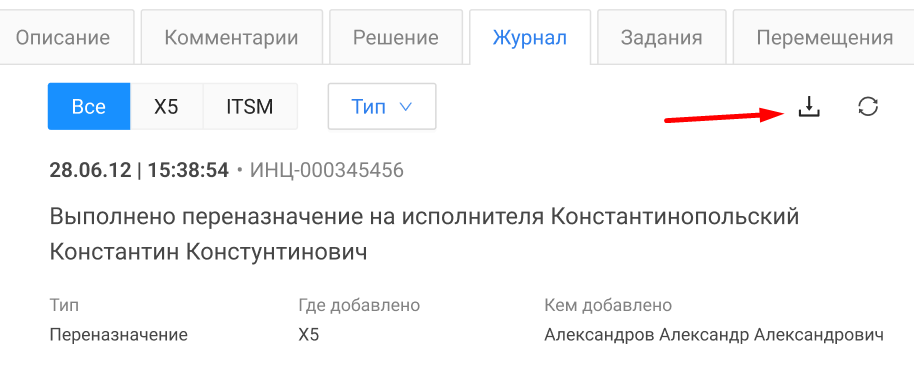 Описание Комментарии Решение Журнал Задания Перемещения
Все X5 ITSM Тип
28.06.12 | 15:38:54 • ИНЦ-000345456
Выполнено переназначение на исполнителя Константинопольский
Константин Констунтинович
Тип Где добавлено Кем добавлено
Переназначение X5 Александров Александр Александрович